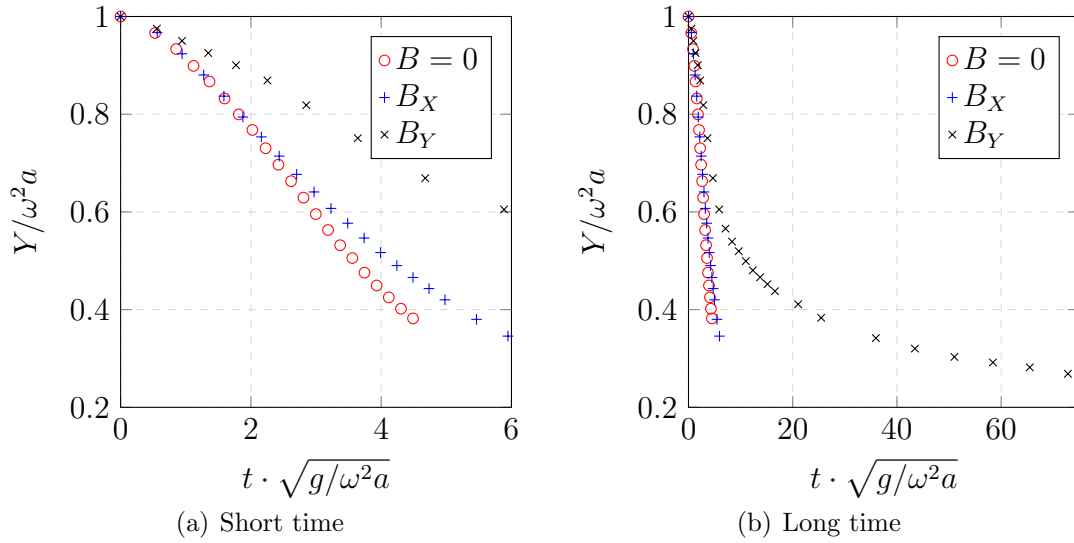 1
0.8
0.6
0.4
0.2
0 2 4 6
Y/ω²a
t · √g/ω²a
B = 0
B_X
B_Y
(a) Short time
1
0.8
0.6
0.4
0.2
0 20 40 60
Y/ω²a
t · √g/ω²a
B = 0
B_X
B_Y
(b) Long time